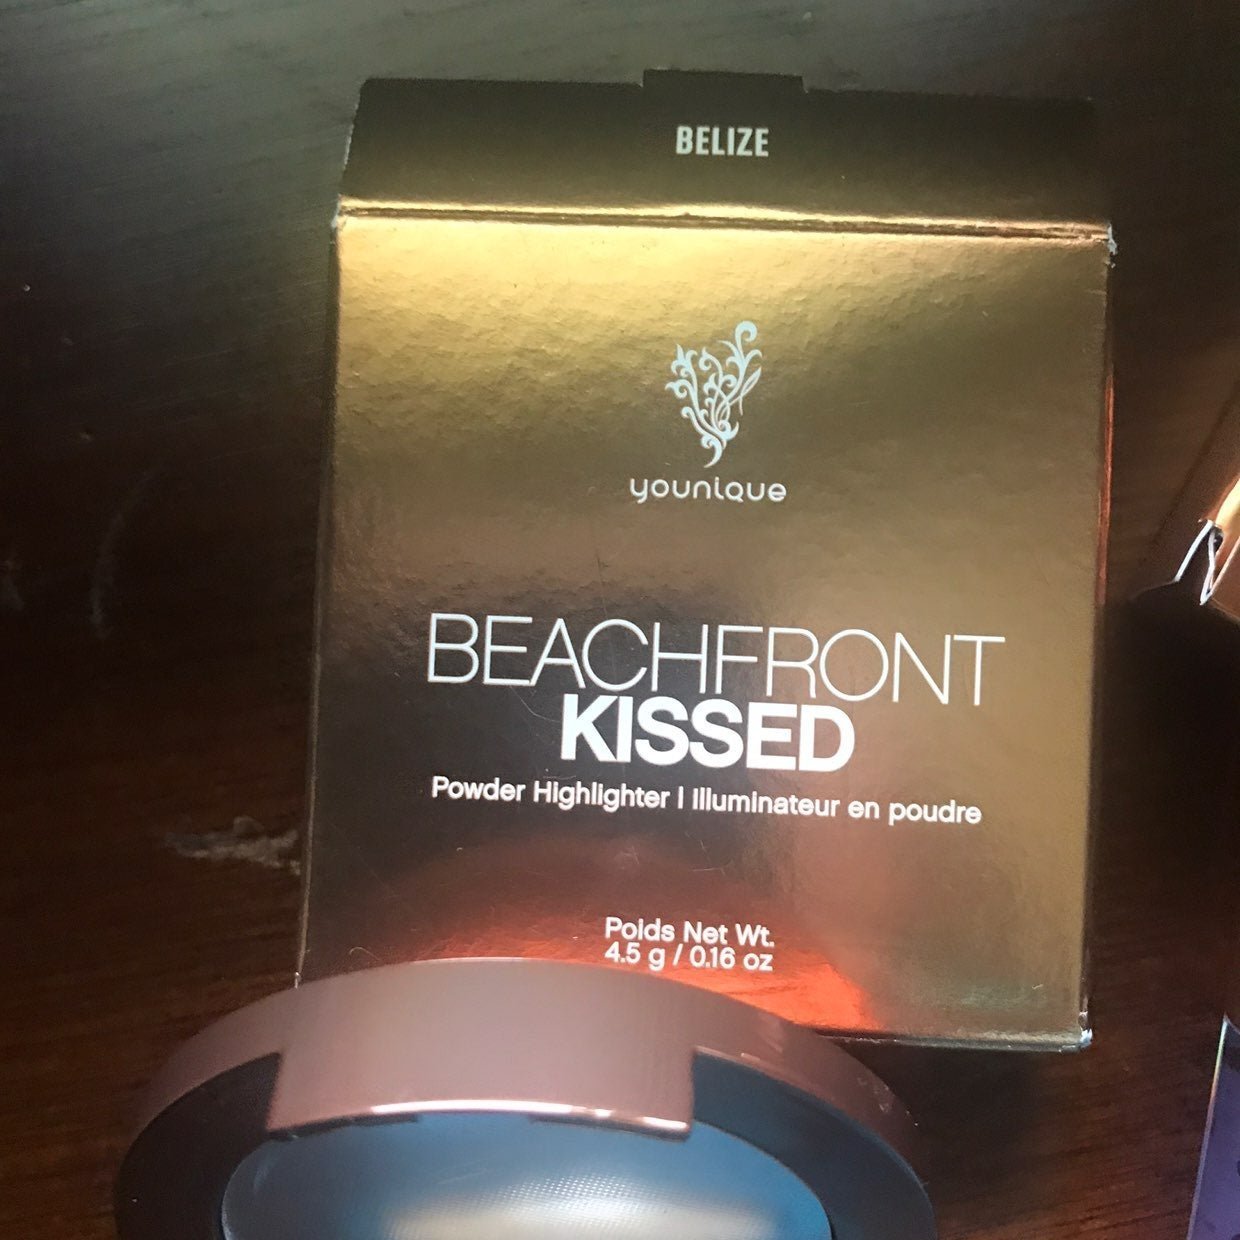 BELIZE
younique
BEACHFRONT
KISSED
Powder Highlighter | Illuminateur en poudre
Poids Net Wt.
4.5 g / 0.16 oz